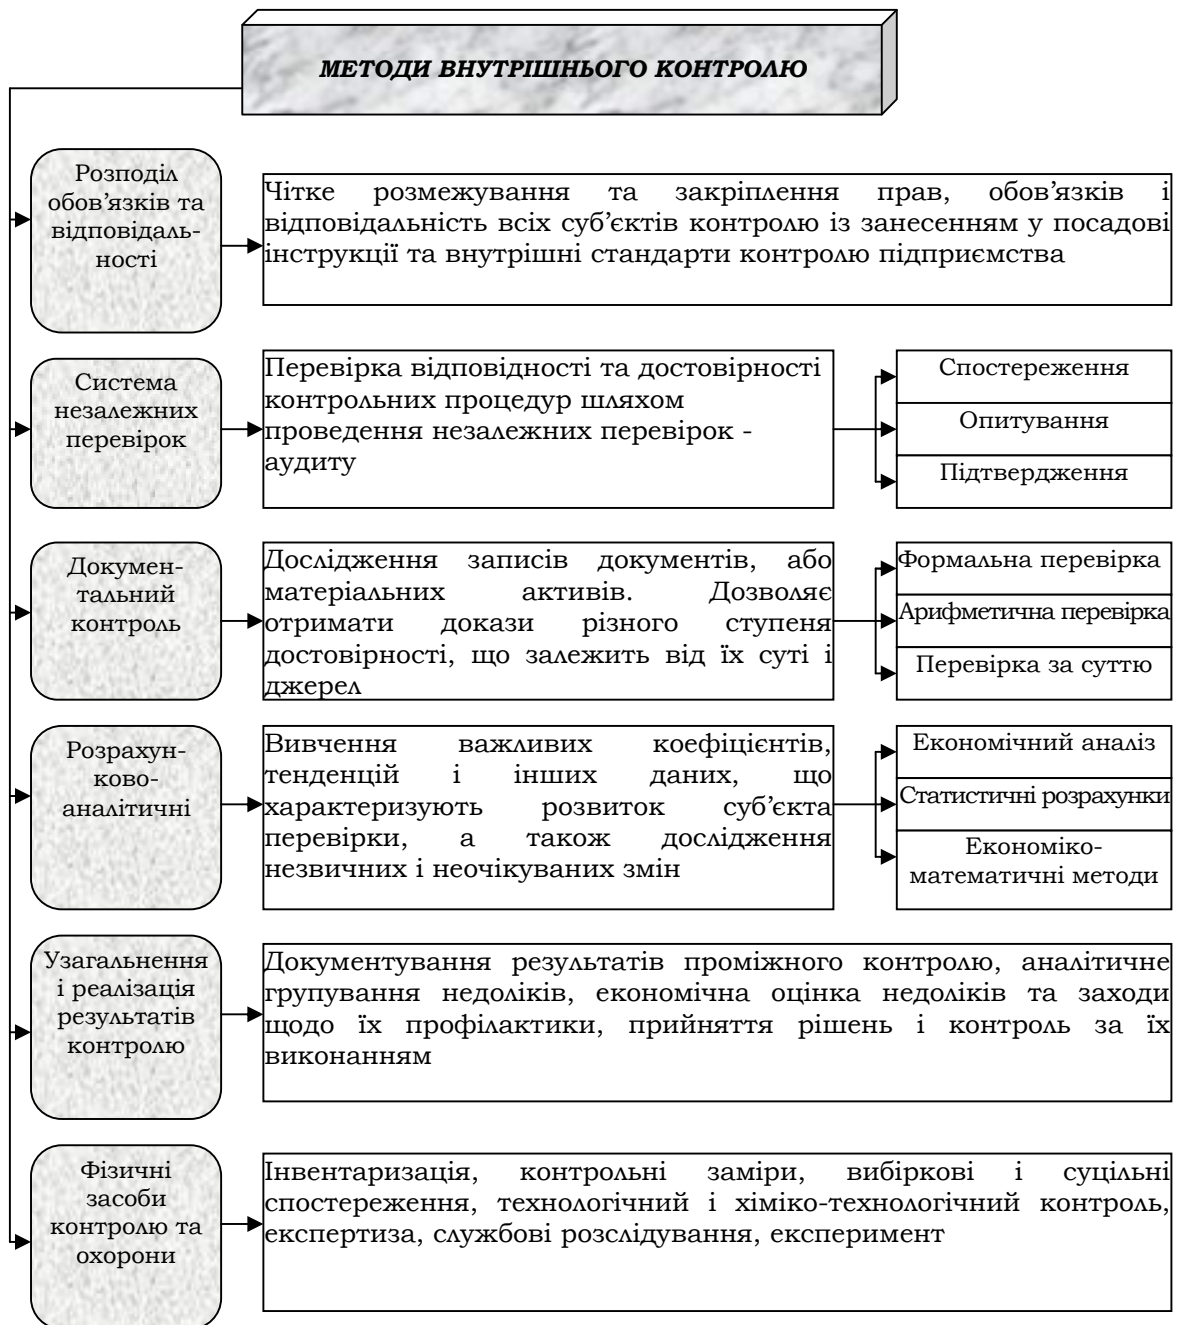 МЕТОДИ ВНУТРІШНЬОГО КОНТРОЛЮ
Розподіл
обов’язків та
відповідаль-
ності
Чітке розмежування та закріплення прав, обов’язків і
відповідальність всіх суб’єктів контролю із занесенням у посадові
інструкції та внутрішні стандарти контролю підприємства
Система
незалежних
перевірок
Перевірка відповідності та достовірності
контрольних процедур шляхом
проведення незалежних перевірок -
аудиту
Спостереження
Опитування
Підтвердження
Докумен-
тальний
контроль
Дослідження записів документів, або
матеріальних активів. Дозволяє
отримати докази різного ступеня
достовірності, що залежить від їх суті і
джерел
Формальна перевірка
Арифметична перевірка
Перевірка за суттю
Розрахун-
ково-
аналітичні
Вивчення важливих коефіцієнтів,
тенденцій і інших даних, що
характеризують розвиток суб’єкта
перевірки, а також дослідження
незвичних і неочікуваних змін
Економічний аналіз
Статистичні розрахунки
Економіко-
математичні методи
Узагальнення
і реалізація
результатів
контролю
Документування результатів проміжного контролю, аналітичне
групування недоліків, економічна оцінка недоліків та заходи
щодо їх профілактики, прийняття рішень і контроль за їх
виконанням
Фізичні
засоби
контролю та
охорони
Інвентаризація, контрольні заміри, вибіркові і суцільні
спостереження, технологічний і хіміко-технологічний контроль,
експертиза, службові розслідування, експеримент